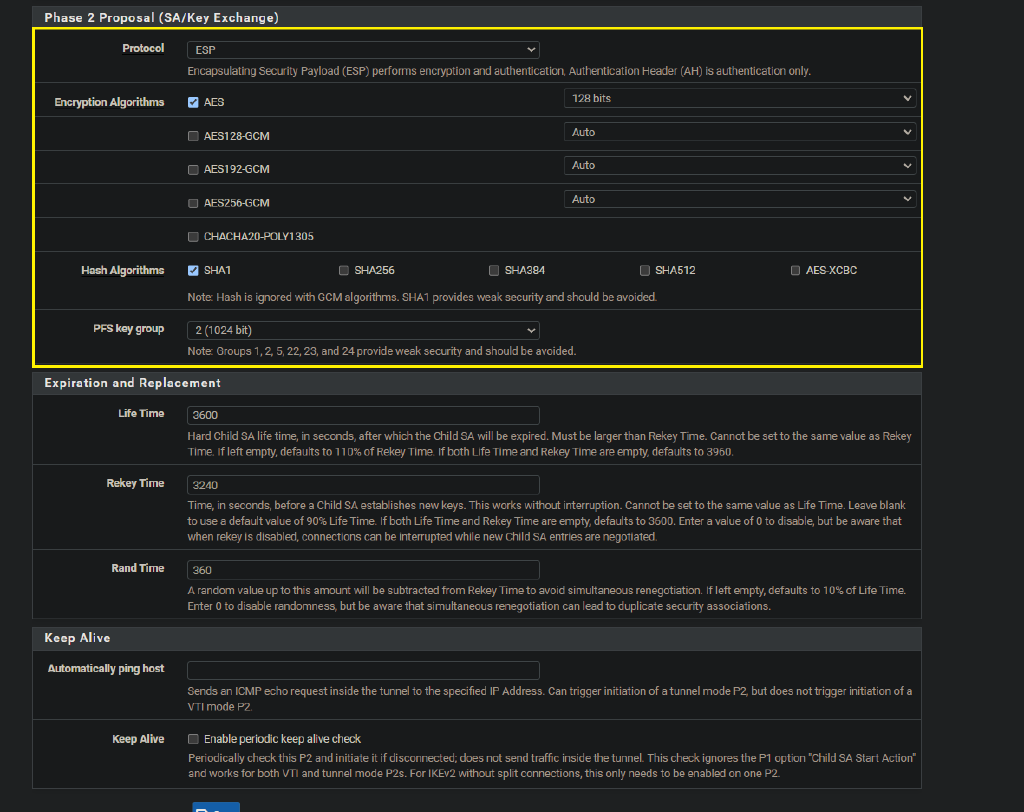 Phase 2 Proposal (SA/Key Exchange)
Protocol
ESP
Encapsulating Security Payload (ESP) performs encryption and authentication, Authentication Header (AH) is authentication only.
Encryption Algorithms
AES
128 bits
AES128-GCM
Auto
AES192-GCM
Auto
AES256-GCM
Auto
CHACHA20-POLY1305
Hash Algorithms
SHA1 SHA256 SHA384 SHA512 AES-XCBC
Note: Hash is ignored with GCM algorithms. SHA1 provides weak security and should be avoided.
PFS key group
2 (1024 bit)
Note: Groups 1, 2, 5, 22, 23, and 24 provide weak security and should be avoided.
Expiration and Replacement
Life Time
3600
Hard Child SA life time, in seconds, after which the Child SA will be expired. Must be larger than Rekey Time. Cannot be set to the same value as Rekey
Time. If left empty, defaults to 110% of Rekey Time. If both Life Time and Rekey Time are empty, defaults to 3960.
Rekey Time
3240
Time, in seconds, before a Child SA establishes new keys. This works without interruption. Cannot be set to the same value as Life Time. Leave blank
to use a default value of 90% Life Time. If both Life Time and Rekey Time are empty, defaults to 3600. Enter a value of 0 to disable, but be aware that
when rekey is disabled, connections can be interrupted while new Child SA entries are negotiated.
Rand Time
360
A random value up to this amount will be subtracted from Rekey Time to avoid simultaneous renegotiation. If left empty, defaults to 10% of Life Time.
Enter 0 to disable randomness, but be aware that simultaneous renegotiation can lead to duplicate security associations.
Keep Alive
Automatically ping host
Sends an ICMP echo request inside the tunnel to the specified IP Address. Can trigger initiation of a tunnel mode P2, but does not trigger initiation of a
VTI mode P2.
Keep Alive
Enable periodic keep alive check
Periodically check this P2 and initiate it if disconnected; does not send traffic inside the tunnel. This check ignores the P1 option "Child SA Start Action"
and works for both VTI and tunnel mode P2s. For IKEv2 without split connections, this only needs to be enabled on one P2.